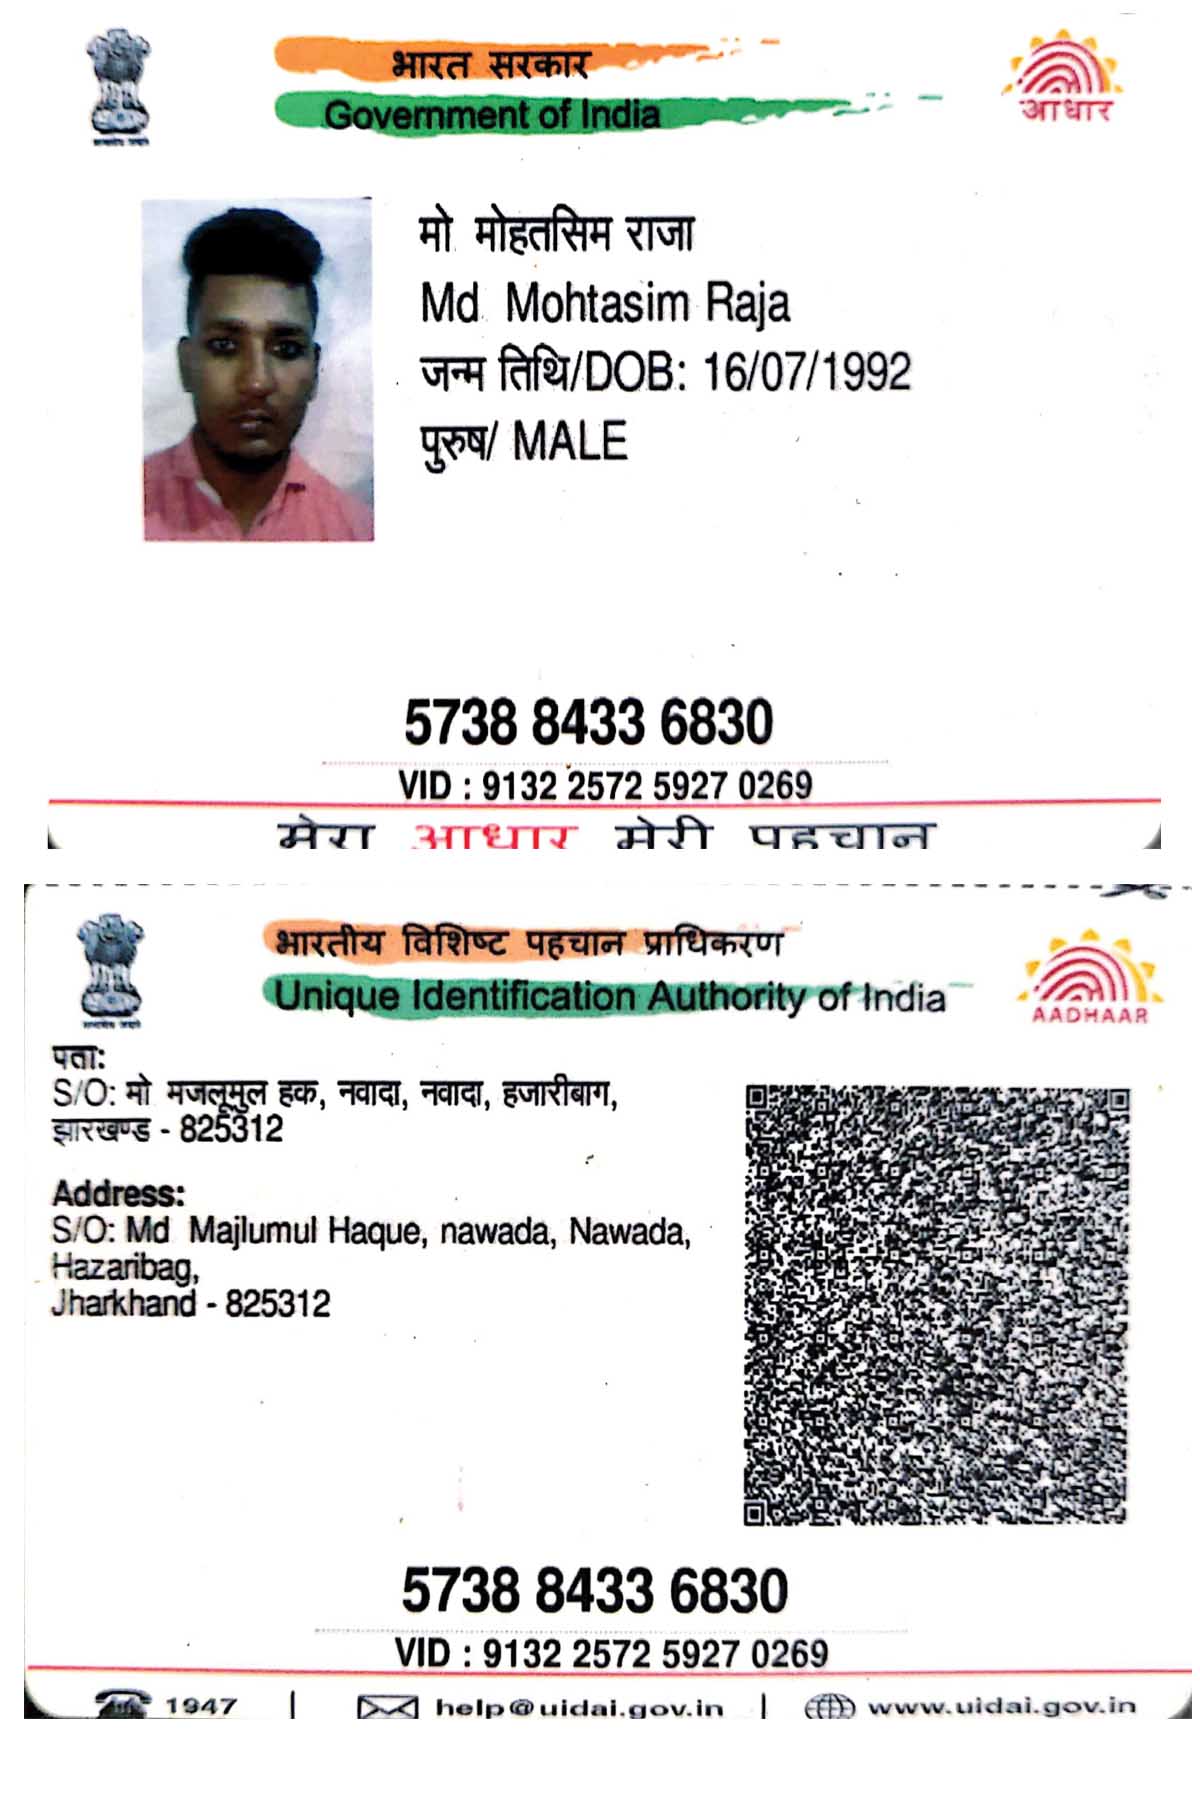 भारत सरकार
Government of India
आधार
मो मोहतसिम राजा
Md Mohtasim Raja
जन्म तिथि/DOB: 16/07/1992
पुरुष/ MALE
5738 8433 6830
VID : 9132 2572 5927 0269
मेरा आधार मेरी पहचान
भारतीय विशिष्ट पहचान प्राधिकरण
Unique Identification Authority of India
AADHAAR
पता:
S/O: मो मजलूमुल हक, नवादा, नवादा, हजारीबाग,
झारखण्ड - 825312
Address:
S/O: Md Majlumul Haque, nawada, Nawada,
Hazaribag,
Jharkhand - 825312
5738 8433 6830
VID : 9132 2572 5927 0269
1947 | help@uidai.gov.in | www.uidai.gov.in